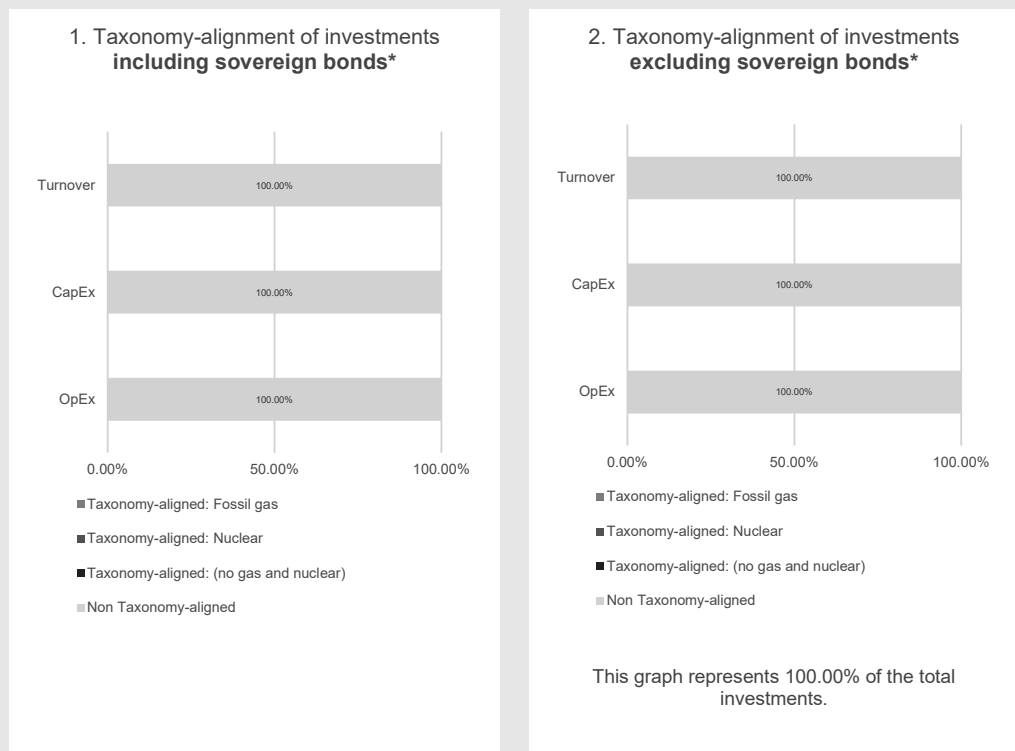 1. Taxonomy-alignment of investments
including sovereign bonds*
Turnover
100.00%
CapEx
100.00%
OpEx
100.00%
0.00%
50.00%
100.00%
Taxonomy-aligned: Fossil gas
Taxonomy-aligned: Nuclear
Taxonomy-aligned: (no gas and nuclear)
Non Taxonomy-aligned
2. Taxonomy-alignment of investments
excluding sovereign bonds*
Turnover
100.00%
CapEx
100.00%
OpEx
100.00%
0.00%
50.00%
100.00%
Taxonomy-aligned: Fossil gas
Taxonomy-aligned: Nuclear
Taxonomy-aligned: (no gas and nuclear)
Non Taxonomy-aligned
This graph represents 100.00% of the total
investments.